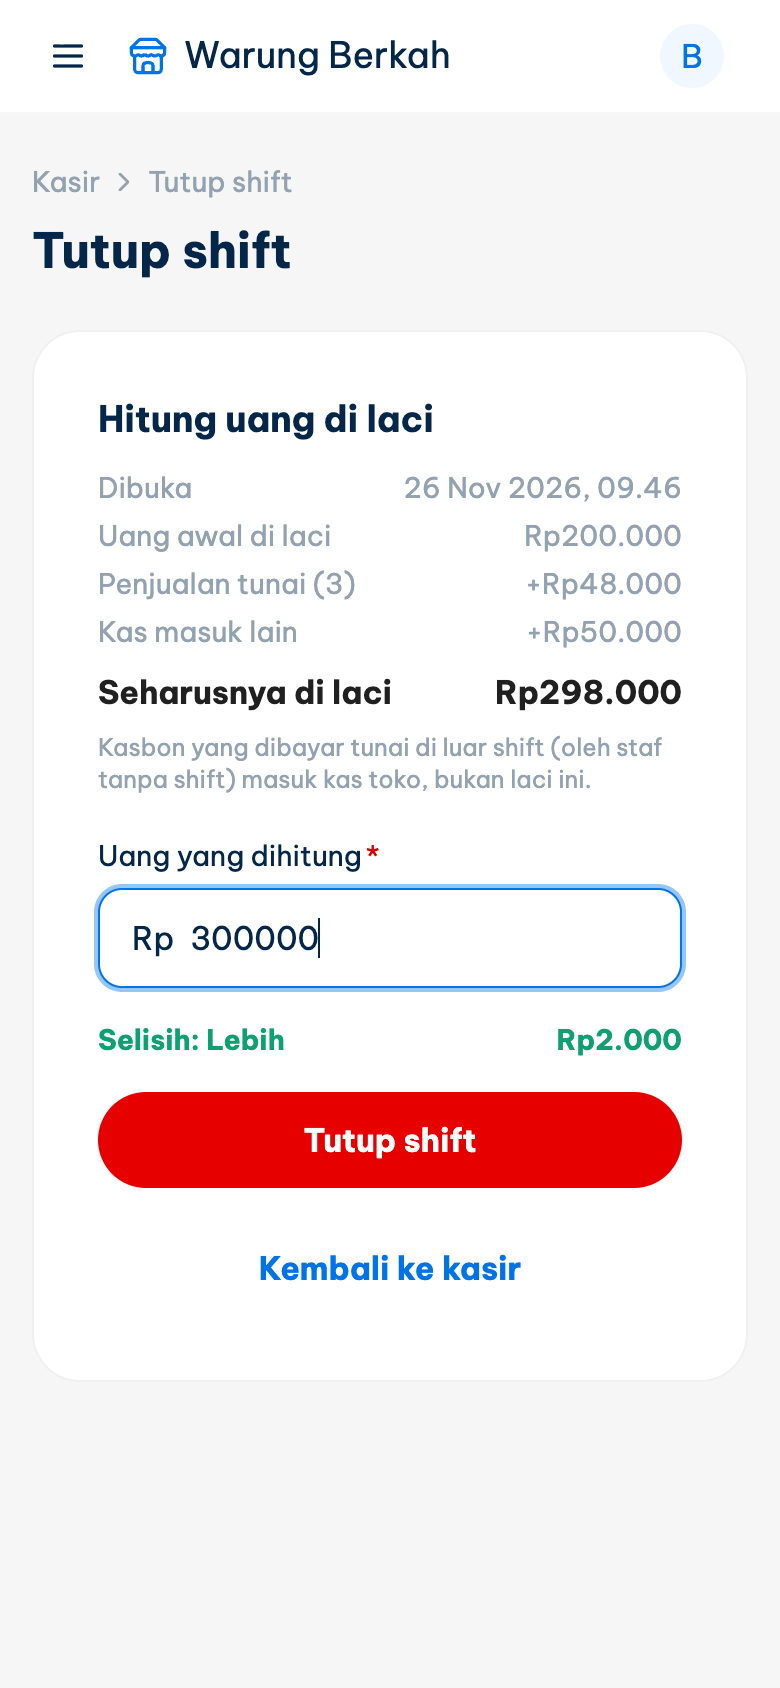 Warung Berkah
B
Kasir > Tutup shift
Tutup shift
Hitung uang di laci
Dibuka 26 Nov 2026, 09.46
Uang awal di laci Rp200.000
Penjualan tunai (3) +Rp48.000
Kas masuk lain +Rp50.000
Seharusnya di laci Rp298.000
Kasbon yang dibayar tunai di luar shift (oleh staf
tanpa shift) masuk kas toko, bukan laci ini.
Uang yang dihitung*
Rp 300000
Selisih: Lebih Rp2.000
Tutup shift
Kembali ke kasir